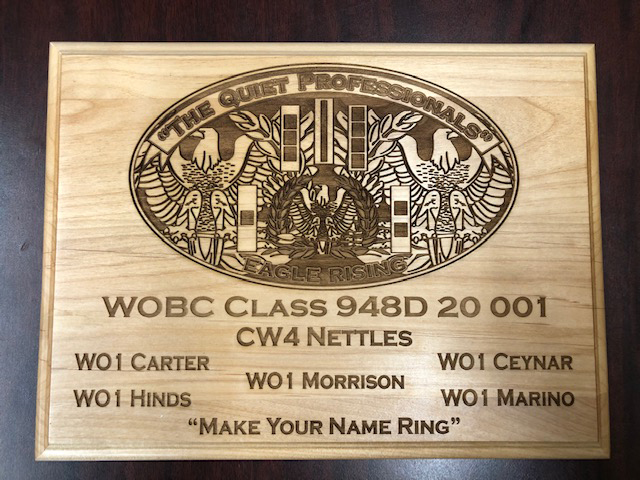 "THE QUIET PROFESSIONALS"
EAGLE RISING
WOBC CLASS 948D 20 001
CW4 NETTLES
WO1 CARTER WO1 CEYNAR
WO1 MORRISON
WO1 HINDS WO1 MARINO
"MAKE YOUR NAME RING"